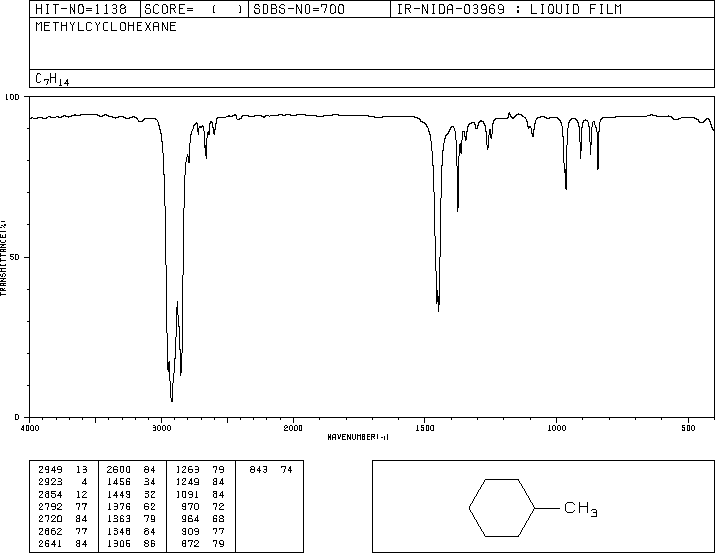 HIT-NO=1138 SCORE= ( ) SDBS-NO=700 IR-NIDA-03969 : LIQUID FILM
METHYLCYCLOHEXANE
C7H14
100
50
0
TRANSMITTANCE(%)
4000 3000 2000 1500 1000 500
WAVENUMBER(-1)
2949 13 2600 84 1263 79 843 74
2923 4 1456 34 1249 84
2854 12 1449 32 1091 84
2792 77 1376 62 970 72
2720 84 1363 79 964 68
2662 77 1348 84 909 77
2641 84 1305 86 872 79
CH3